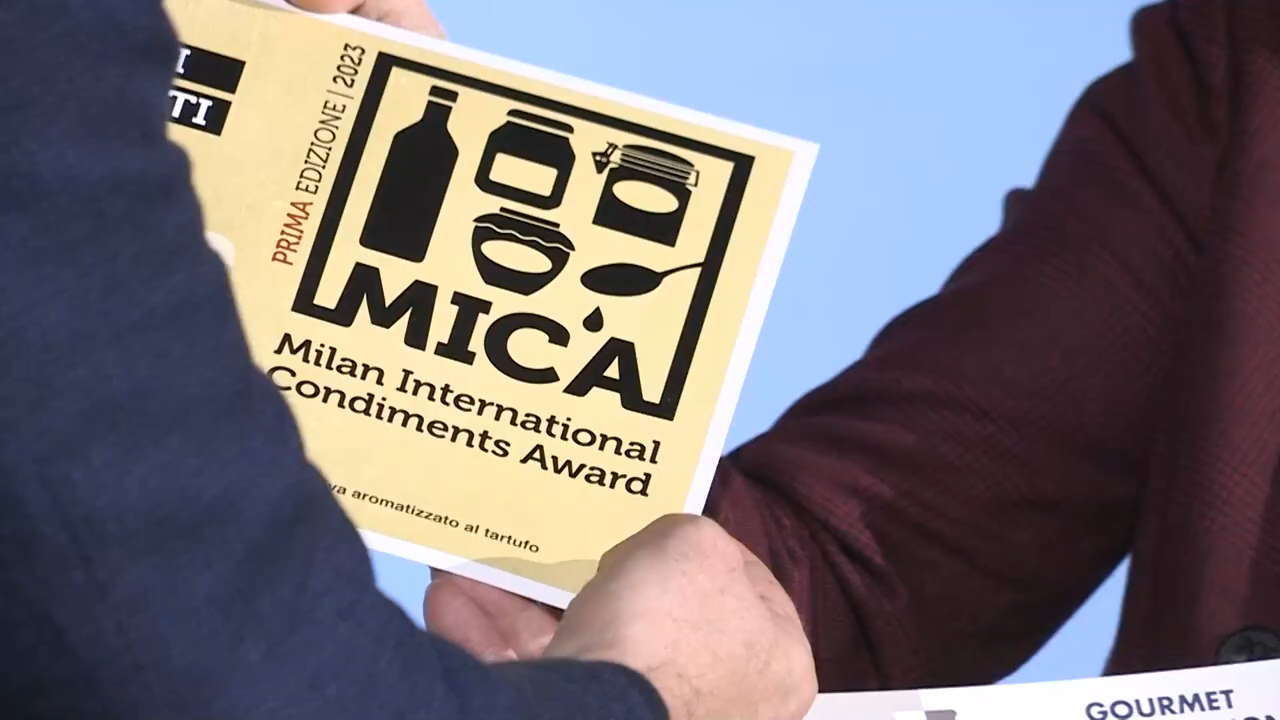 PRIMA EDIZIONE | 2023
MICA
Milan International
Condiments Award
aromatizzato al tartufo
GOURMET